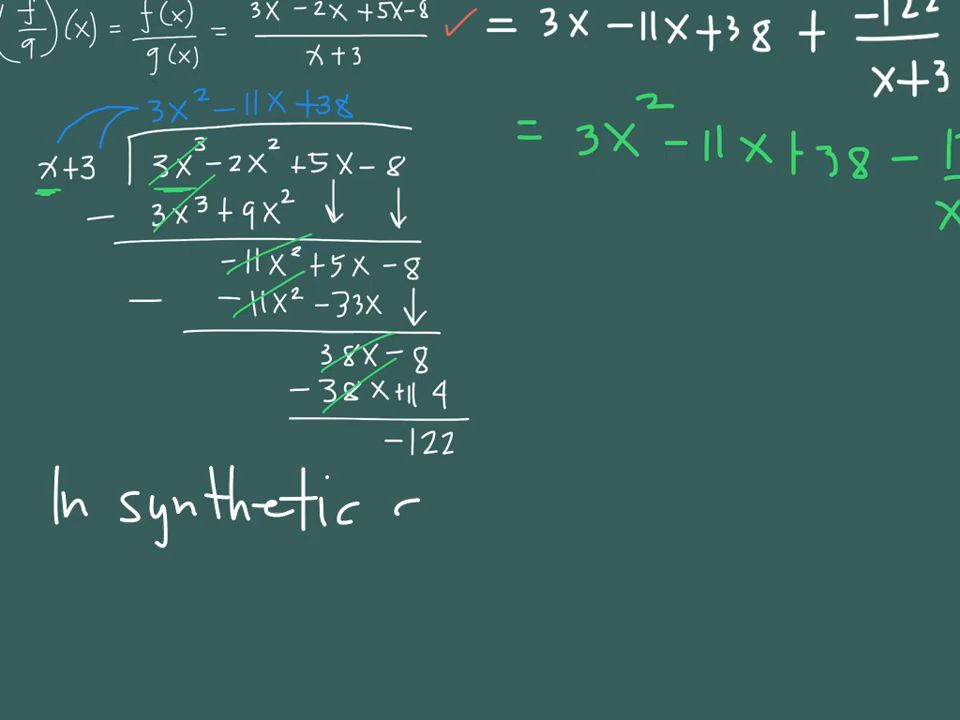 (f/g)(x) = f(x)/g(x) = 3x - 2x + 5x - 8 / x + 3 ✓ = 3x - 11x + 38 + -122 / x + 3
= 3x² - 11x + 38 -
3x² - 11x + 38
x + 3 3x³ - 2x² + 5x - 8
- 3x³ + 9x² ↓ ↓
-11x² + 5x - 8
- -11x² - 33x ↓
38x - 8
- 38x + 114
-122
In synthetic